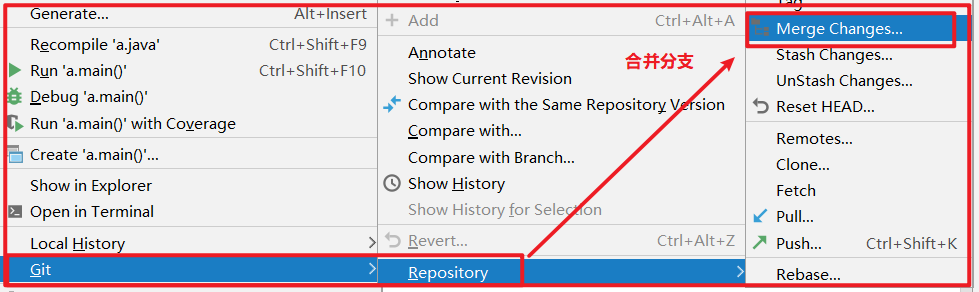 Generate... Alt+Insert
Recompile 'a.java' Ctrl+Shift+F9
Run 'a.main()' Ctrl+Shift+F10
Debug 'a.main()'
Run 'a.main()' with Coverage
Create 'a.main()'...
Show in Explorer
Open in Terminal
Local History
Git
Add Ctrl+Alt+A
Annotate
Show Current Revision
Compare with the Same Repository Version
Compare with...
Compare with Branch...
Show History
Show History for Selection
Revert... Ctrl+Alt+Z
Repository
合并分支
Tag
Merge Changes...
Stash Changes...
UnStash Changes...
Reset HEAD...
Remotes...
Clone...
Fetch
Pull...
Push... Ctrl+Shift+K
Rebase...